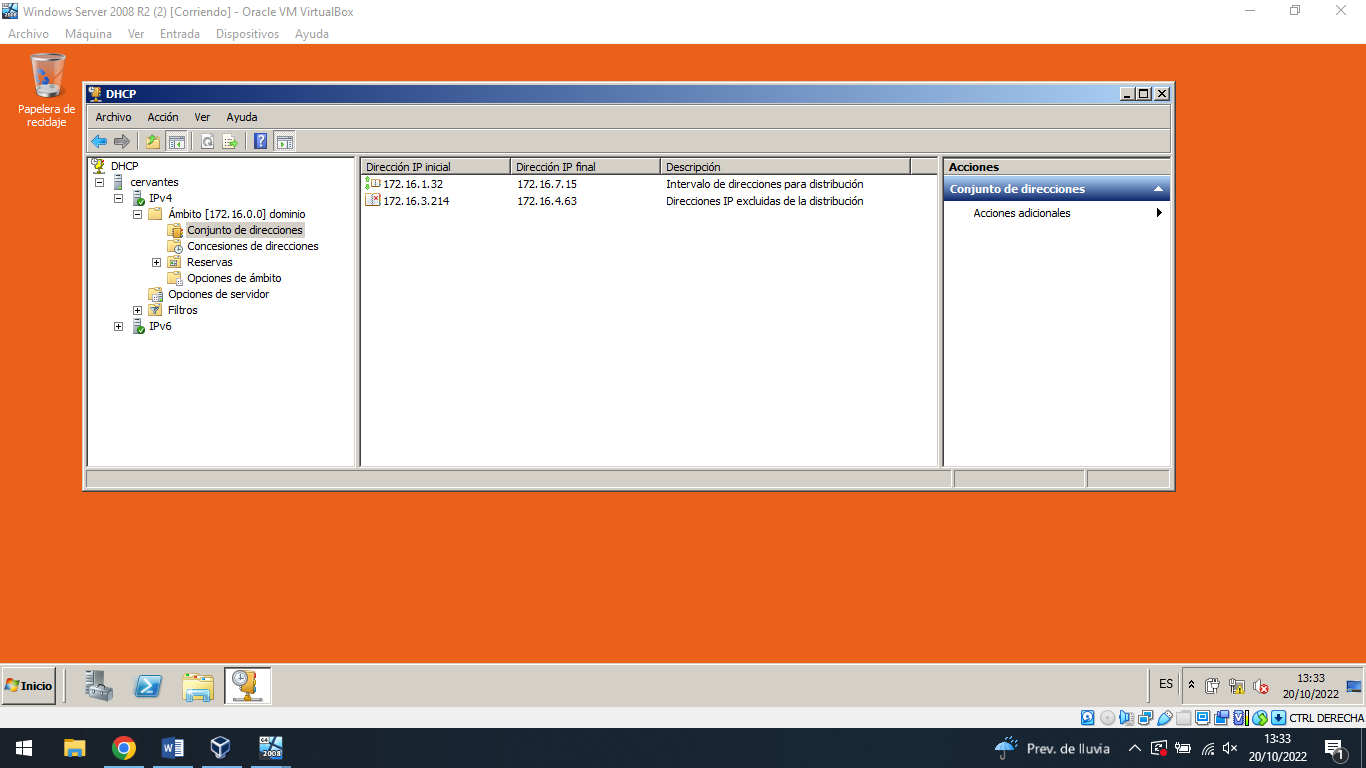 Windows Server 2008 R2 (2) [Corriendo] - Oracle VM VirtualBox
Archivo Máquina Ver Entrada Dispositivos Ayuda
Papelera de
reciclaje
DHCP
Archivo Acción Ver Ayuda
DHCP
cervantes
IPv4
Ámbito [172.16.0.0] dominio
Conjunto de direcciones
Concesiones de direcciones
Reservas
Opciones de ámbito
Opciones de servidor
Filtros
IPv6
Dirección IP inicial Dirección IP final Descripción
172.16.1.32 172.16.7.15 Intervalo de direcciones para distribución
172.16.3.214 172.16.4.63 Direcciones IP excluidas de la distribución
Acciones
Conjunto de direcciones
Acciones adicionales
Inicio
ES
13:33
20/10/2022
CTRL DERECHA
2008
Prev. de lluvia
13:33
20/10/2022
1